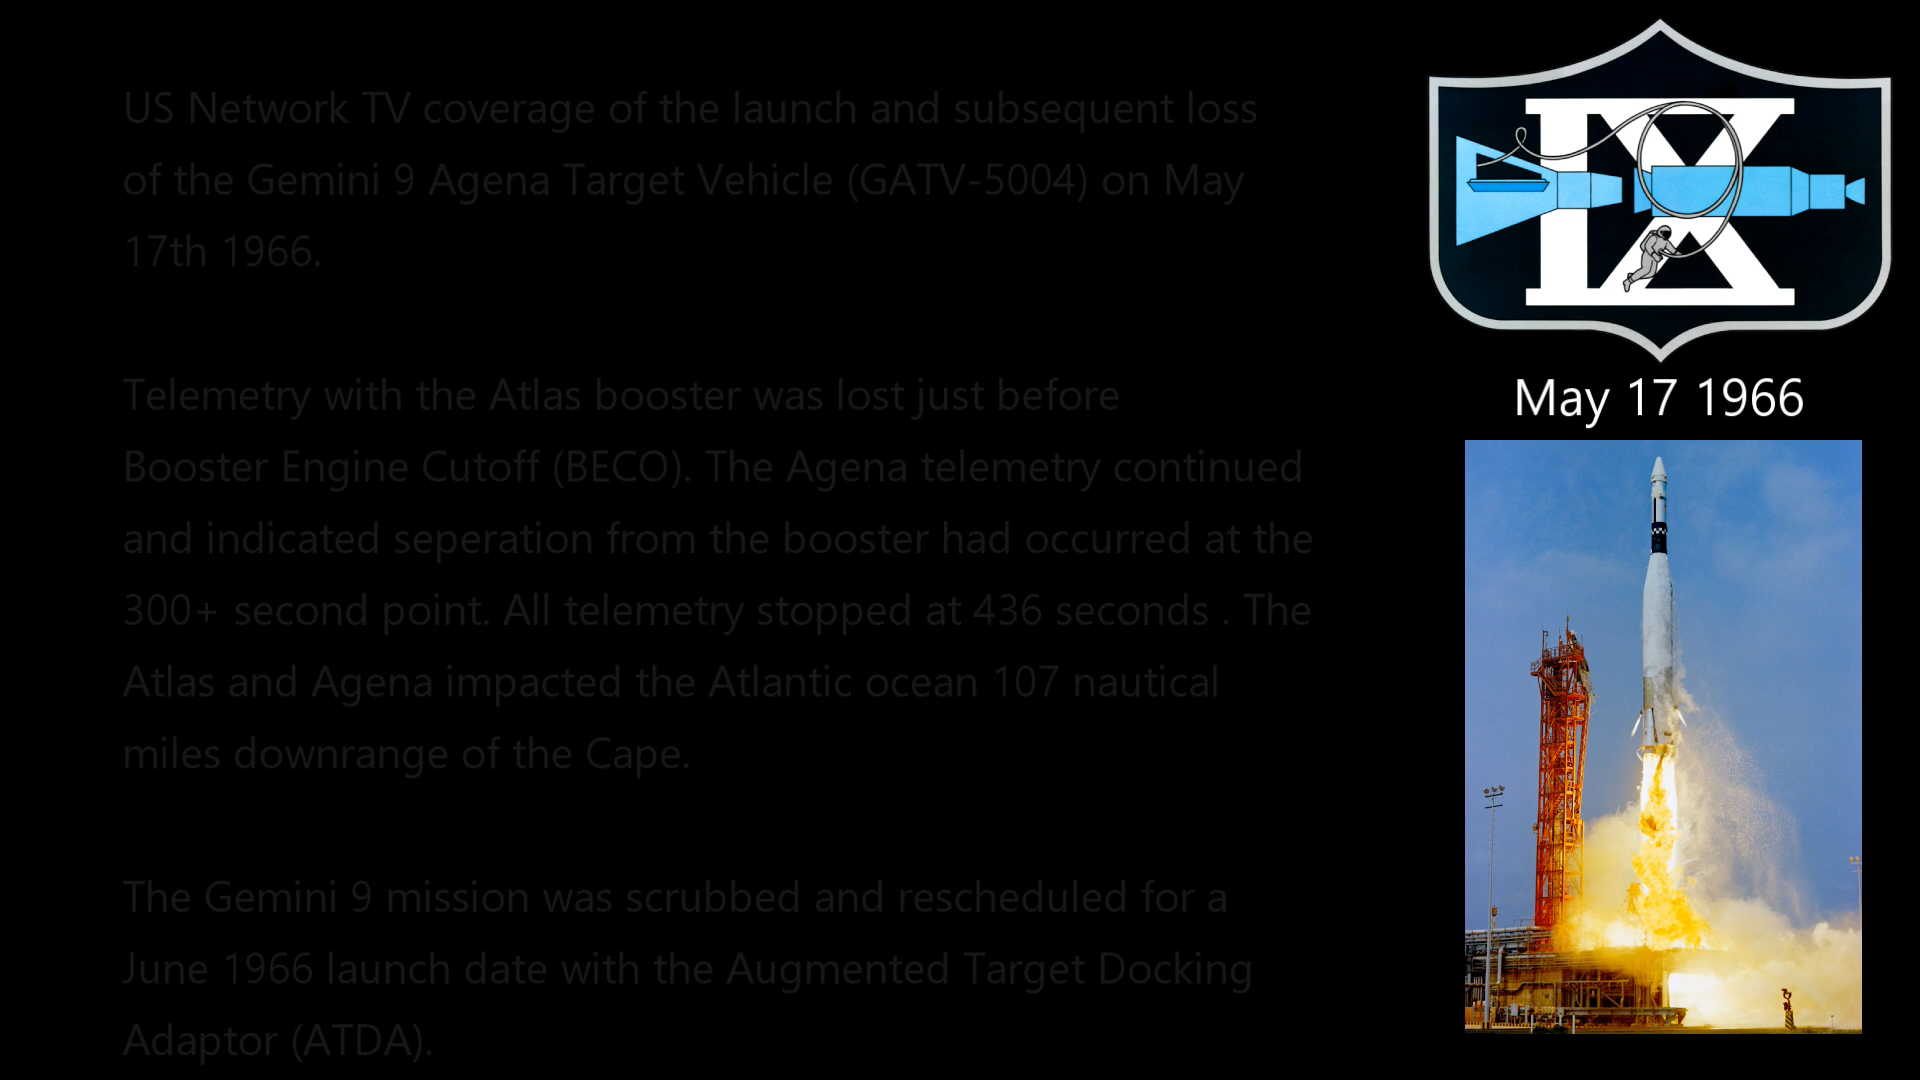 US Network TV coverage of the launch and subsequent loss
of the Gemini 9 Agena Target Vehicle (GATV-5004) on May
17th 1966.
Telemetry with the Atlas booster was lost just before
Booster Engine Cutoff (BECO). The Agena telemetry continued
and indicated seperation from the booster had occurred at the
300+ second point. All telemetry stopped at 436 seconds . The
Atlas and Agena impacted the Atlantic ocean 107 nautical
miles downrange of the Cape.
The Gemini 9 mission was scrubbed and rescheduled for a
June 1966 launch date with the Augmented Target Docking
Adaptor (ATDA).
IX
May 17 1966